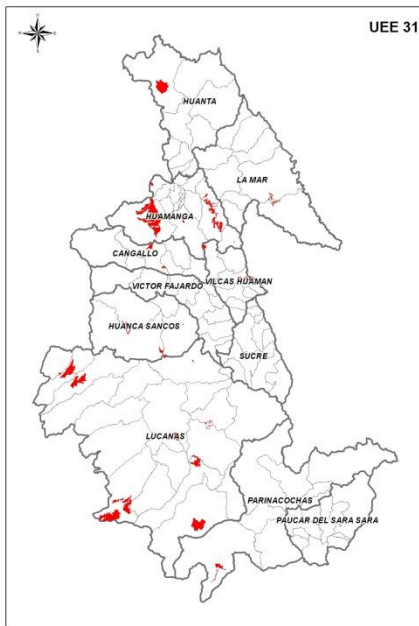 UEE 31
HUANTA
LA MAR
HUAMANGA
CANGALLO
VICTOR FAJARDO
VILCAS HUAMAN
HUANCA SANCOS
SUCRE
LUCANAS
PARINACOCHAS
PAUCAR DEL SARA SARA